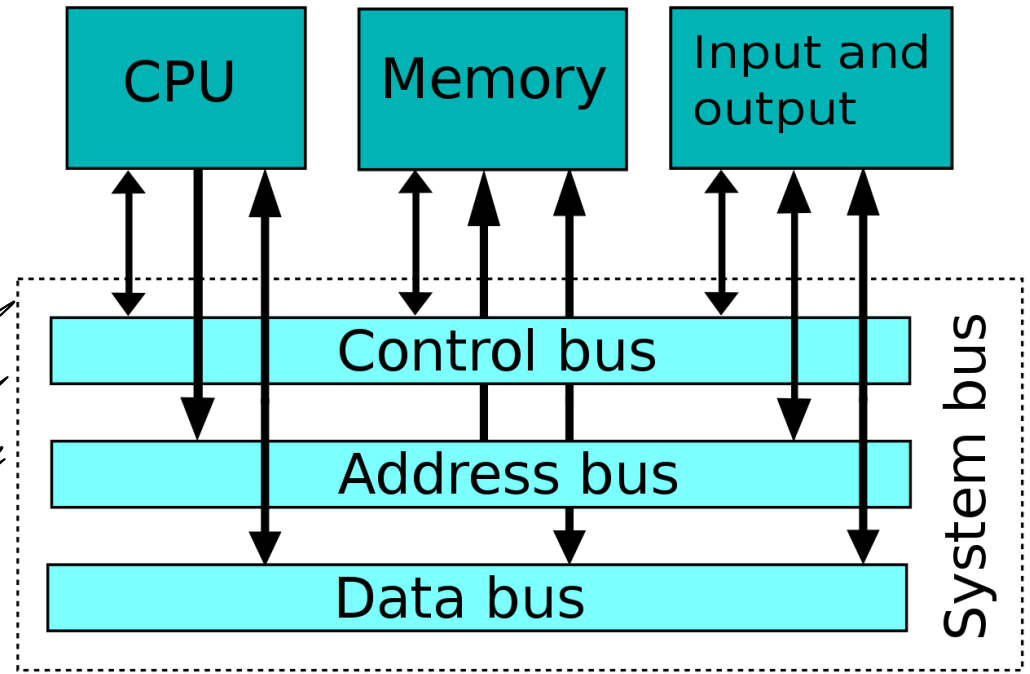 CPU
Memory
Input and
output
Control bus
Address bus
Data bus
System bus